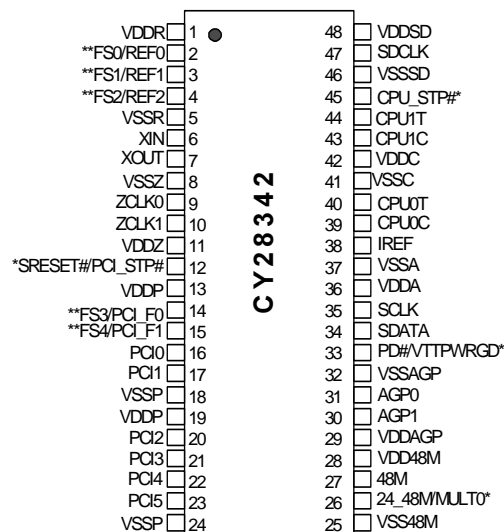 VDDR 1 48 VDDSD
**FS0/REF0 2 47 SDCLK
**FS1/REF1 3 46 VSSSD
**FS2/REF2 4 45 CPU_STP#*
VSSR 5 44 CPU1T
XIN 6 43 CPU1C
XOUT 7 42 VDDC
VSSZ 8 41 VSSC
ZCLK0 9 40 CPU0T
ZCLK1 10 39 CPU0C
VDDZ 11 38 IREF
*SRESET#/PCI_STP# 12 37 VSSA
VDDP 13 36 VDDA
**FS3/PCI_F0 14 35 SCLK
**FS4/PCI_F1 15 34 SDATA
PCI0 16 33 PD#/VTTPWRGD*
PCI1 17 32 VSSAGP
VSSP 18 31 AGP0
VDDP 19 30 AGP1
PCI2 20 29 VDDAGP
PCI3 21 28 VDD48M
PCI4 22 27 48M
PCI5 23 26 24_48M/MULT0*
VSSP 24 25 VSS48M
CY28342